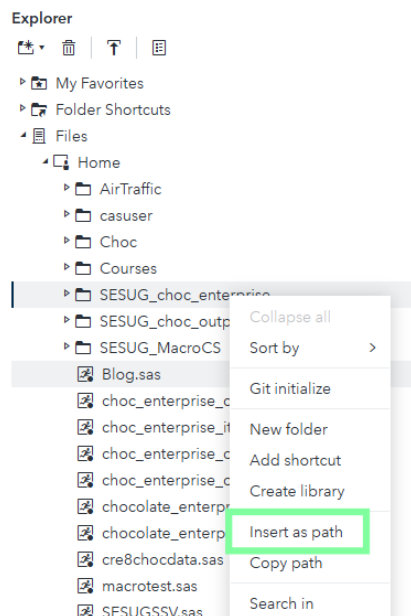 Explorer
My Favorites
Folder Shortcuts
Files
Home
AirTraffic
casuser
Choc
Courses
SESUG_choc_enterprise
SESUG_choc_outp
SESUG_MacroCS
Blog.sas
choc_enterprise_c
choc_enterprise_it
choc_enterprise_c
choc_enterprise_c
chocolate_enterpr
chocolate_enterp
cre8chocdata.sas
macrotest.sas
SESUGSSV.sas
Collapse all
Sort by
Git initialize
New folder
Add shortcut
Create library
Insert as path
Copy path
Search in